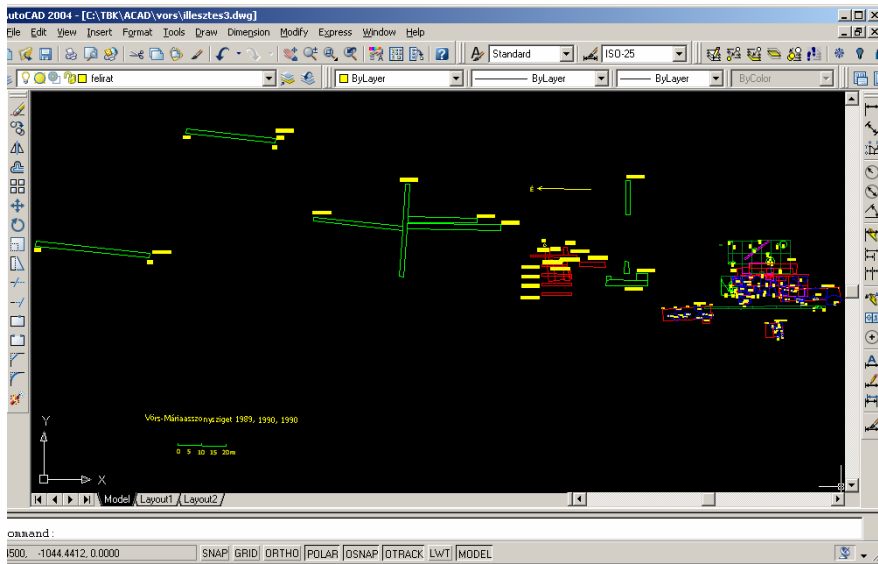 AutoCAD 2004 - [C:\TBK\ACAD\vors\illesztes3.dwg]
File Edit View Insert Format Tools Draw Dimension Modify Express Window Help
Standard ISO-25
felirat ByLayer ByLayer ByLayer ByColor
É
Vörs-Máriaasszonysziget 1989, 1990, 1990
0 5 10 15 20m
Y
X
Model Layout1 Layout2
ommand:
3500, -1044.4412, 0.0000 SNAP GRID ORTHO POLAR OSNAP OTRACK LWT MODEL